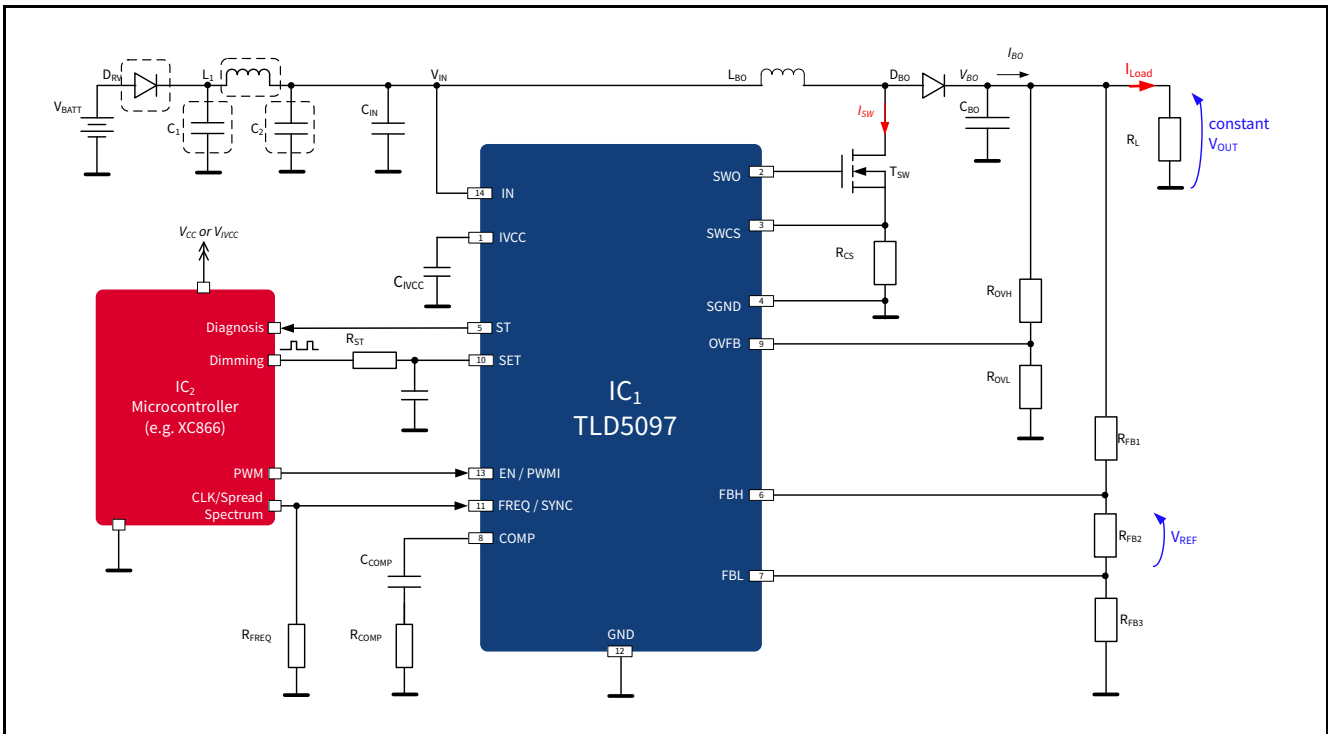 I_BO
D_RV
L_1
V_IN
L_BO
D_BO
V_BO
I_Load
V_BATT
C_1
C_2
C_IN
I_SW
C_BO
R_L
constant
V_OUT
SWO
2
T_SW
14
IN
V_CC or V_IVCC
1
IVCC
SWCS
3
C_IVCC
R_CS
R_OVH
SGND
4
Diagnosis
5
ST
R_ST
OVFB
9
Dimming
10
SET
R_OVL
IC_2
Microcontroller
(e.g. XC866)
IC_1
TLD5097
R_FB1
PWM
13
EN / PWMI
FBH
6
CLK/Spread
Spectrum
11
FREQ / SYNC
8
COMP
R_FB2
V_REF
C_COMP
FBL
7
R_FREQ
R_COMP
GND
12
R_FB3